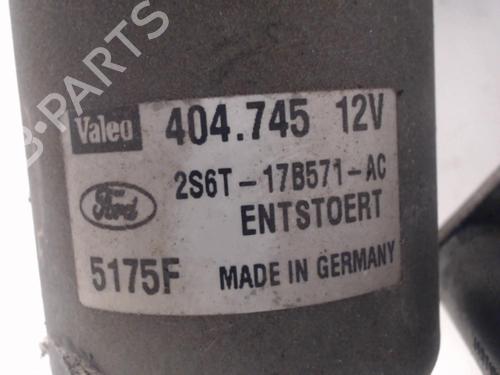 B-PARTS
Valeo 404.745 12V
2S6T-17B571-AC
Ford ENTSTOERT
5175F MADE IN GERMANY